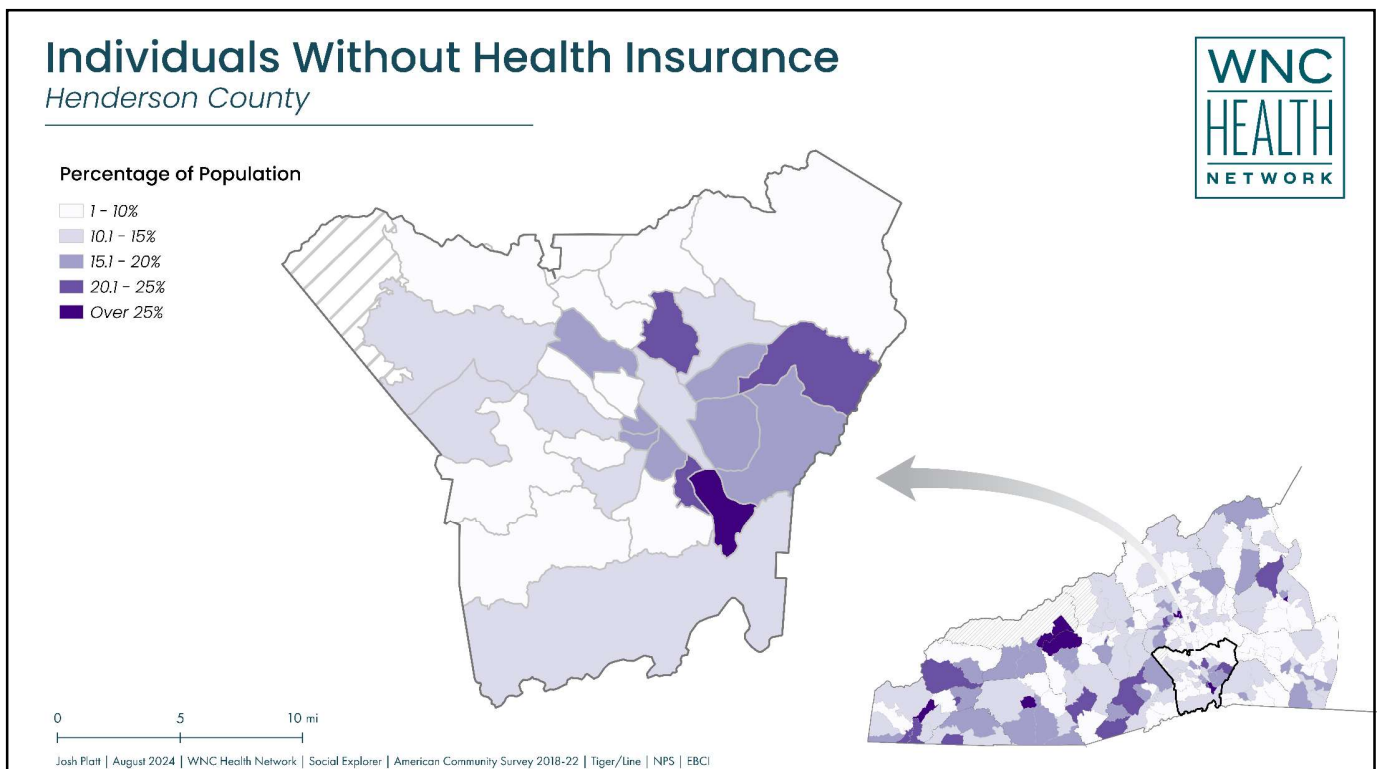 Individuals Without Health Insurance
Henderson County
WNC
HEALTH
NETWORK
Percentage of Population
1 - 10%
10.1 - 15%
15.1 - 20%
20.1 - 25%
Over 25%
0 5 10 mi
Josh Platt | August 2024 | WNC Health Network | Social Explorer | American Community Survey 2018-22 | Tiger/Line | NPS | EBCI